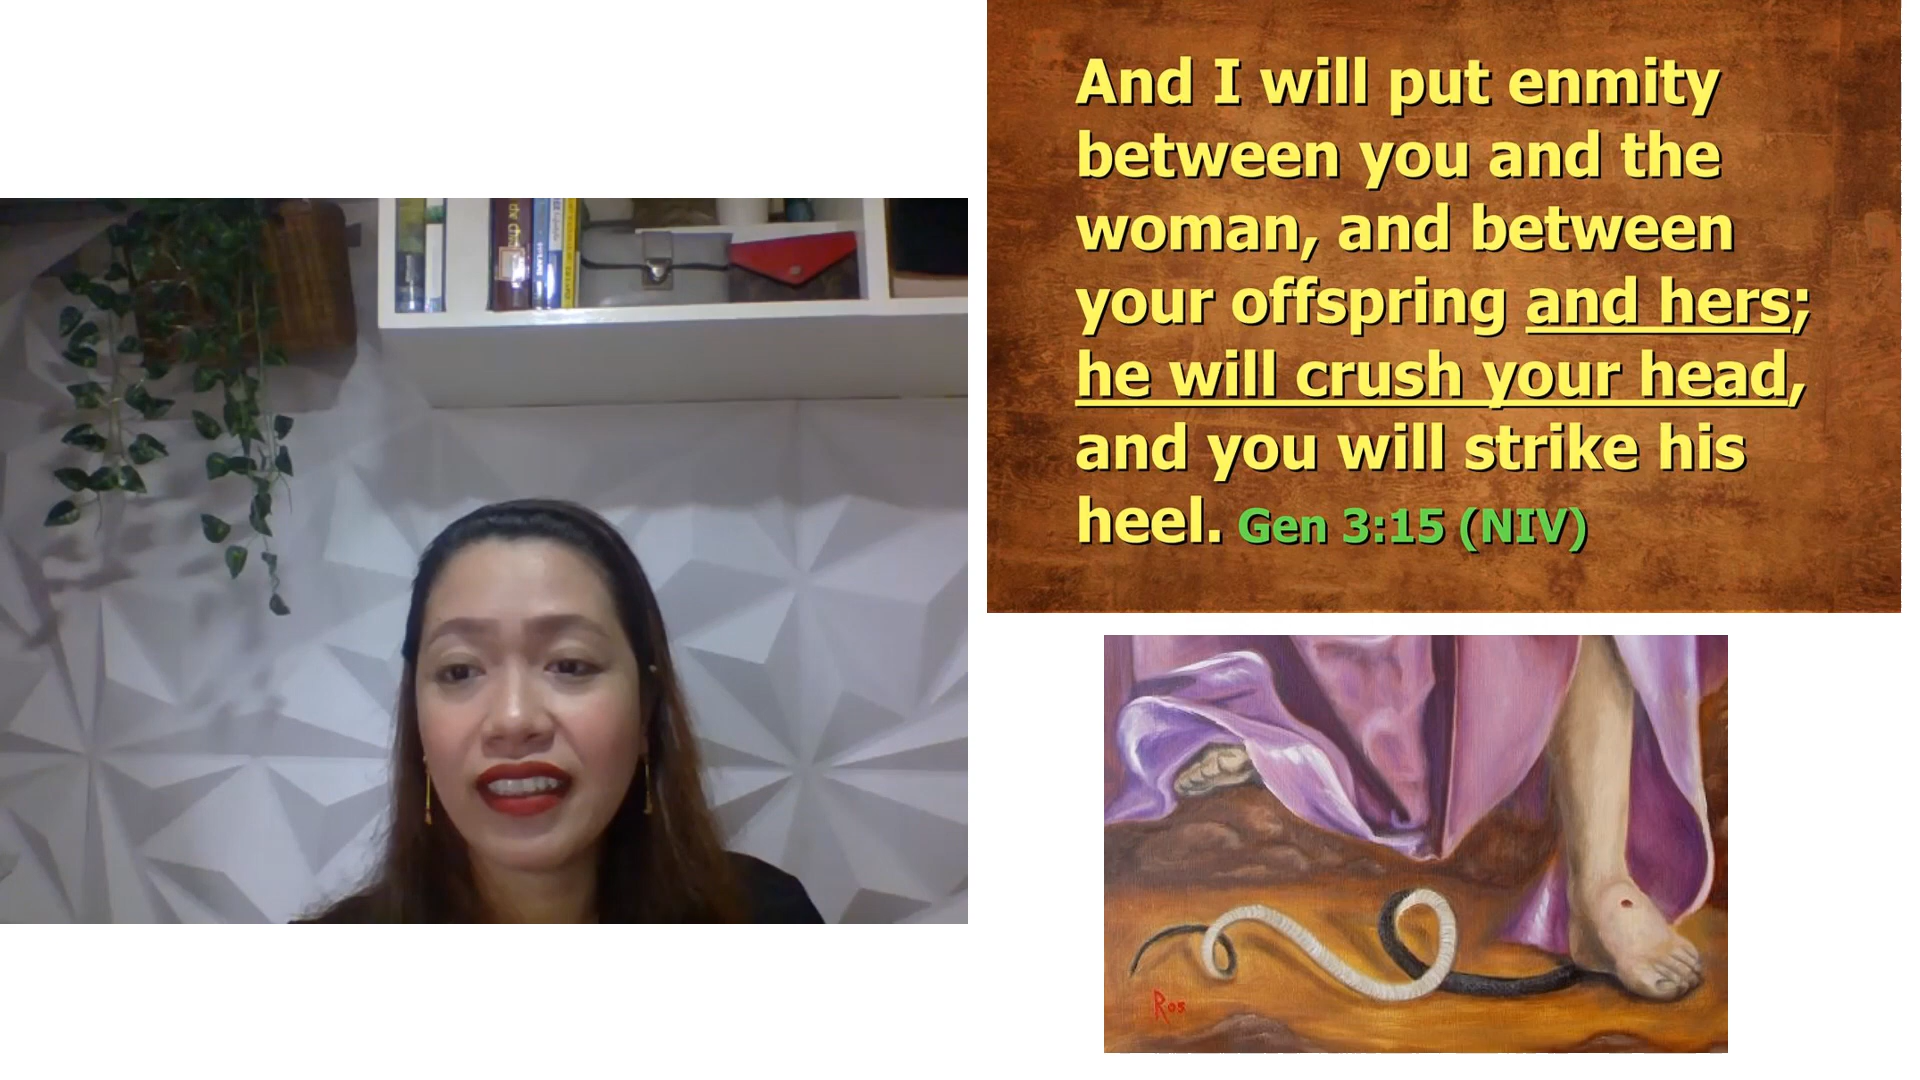 And I will put enmity
between you and the
woman, and between
your offspring and hers;
he will crush your head,
and you will strike his
heel. Gen 3:15 (NIV)
Ros